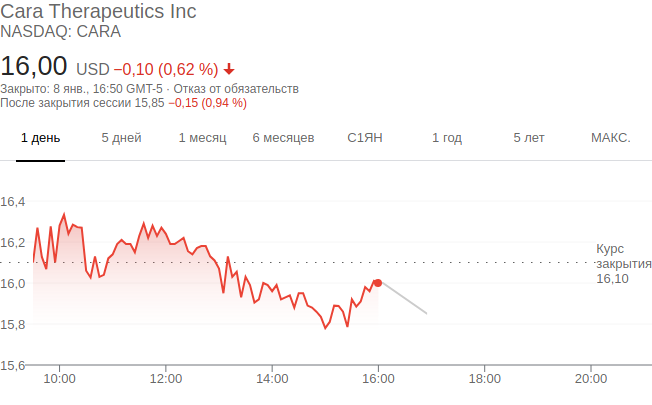 Cara Therapeutics Inc
NASDAQ: CARA
16,00 USD −0,10 (0,62 %)
Закрыто: 8 янв., 16:50 GMT-5 · Отказ от обязательств
После закрытия сессии 15,85 −0,15 (0,94 %)
1 день 5 дней 1 месяц 6 месяцев С1ЯН 1 год 5 лет МАКС.
16,4
16,2
16,0
15,8
15,6
Курс
закрытия
16,10
10:00 12:00 14:00 16:00 18:00 20:00